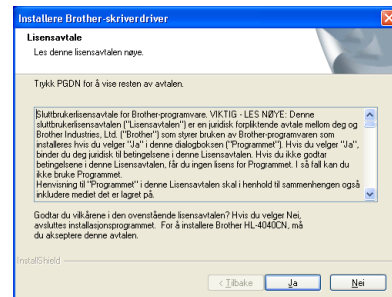 Installere Brother-skriverdriver
Lisensavtale
Les denne lisensavtalen nøye.
Trykk PGDN for å vise resten av avtalen.
Sluttbrukerlisensavtale for Brother-programvare. VIKTIG - LES NØYE: Denne
sluttbrukerlisensavtalen ("Lisensavtalen") er en juridisk forpliktende avtale mellom deg og
Brother Industries, Ltd. ("Brother") som styrer bruken av Brother-programvaren som
installeres hvis du velger "Ja" i denne dialogboksen ("Programmet"). Hvis du velger "Ja",
binder du deg juridisk til betingelsene i denne Lisensavtalen. Hvis du ikke godtar
betingelsene i denne Lisensavtalen, får du ingen lisens for Programmet. I så fall kan du
ikke bruke Programmet.
Henvisning til "Programmet" i denne Lisensavtalen skal i henhold til sammenhengen også
inkludere mediet det er lagret på.
Godtar du vilkårene i den ovenstående lisensavtalen? Hvis du velger Nei,
avsluttes installasjonsprogrammet. For å installere Brother HL-4040CN, må
du akseptere denne avtalen.
InstallShield
< Tilbake
Ja
Nei